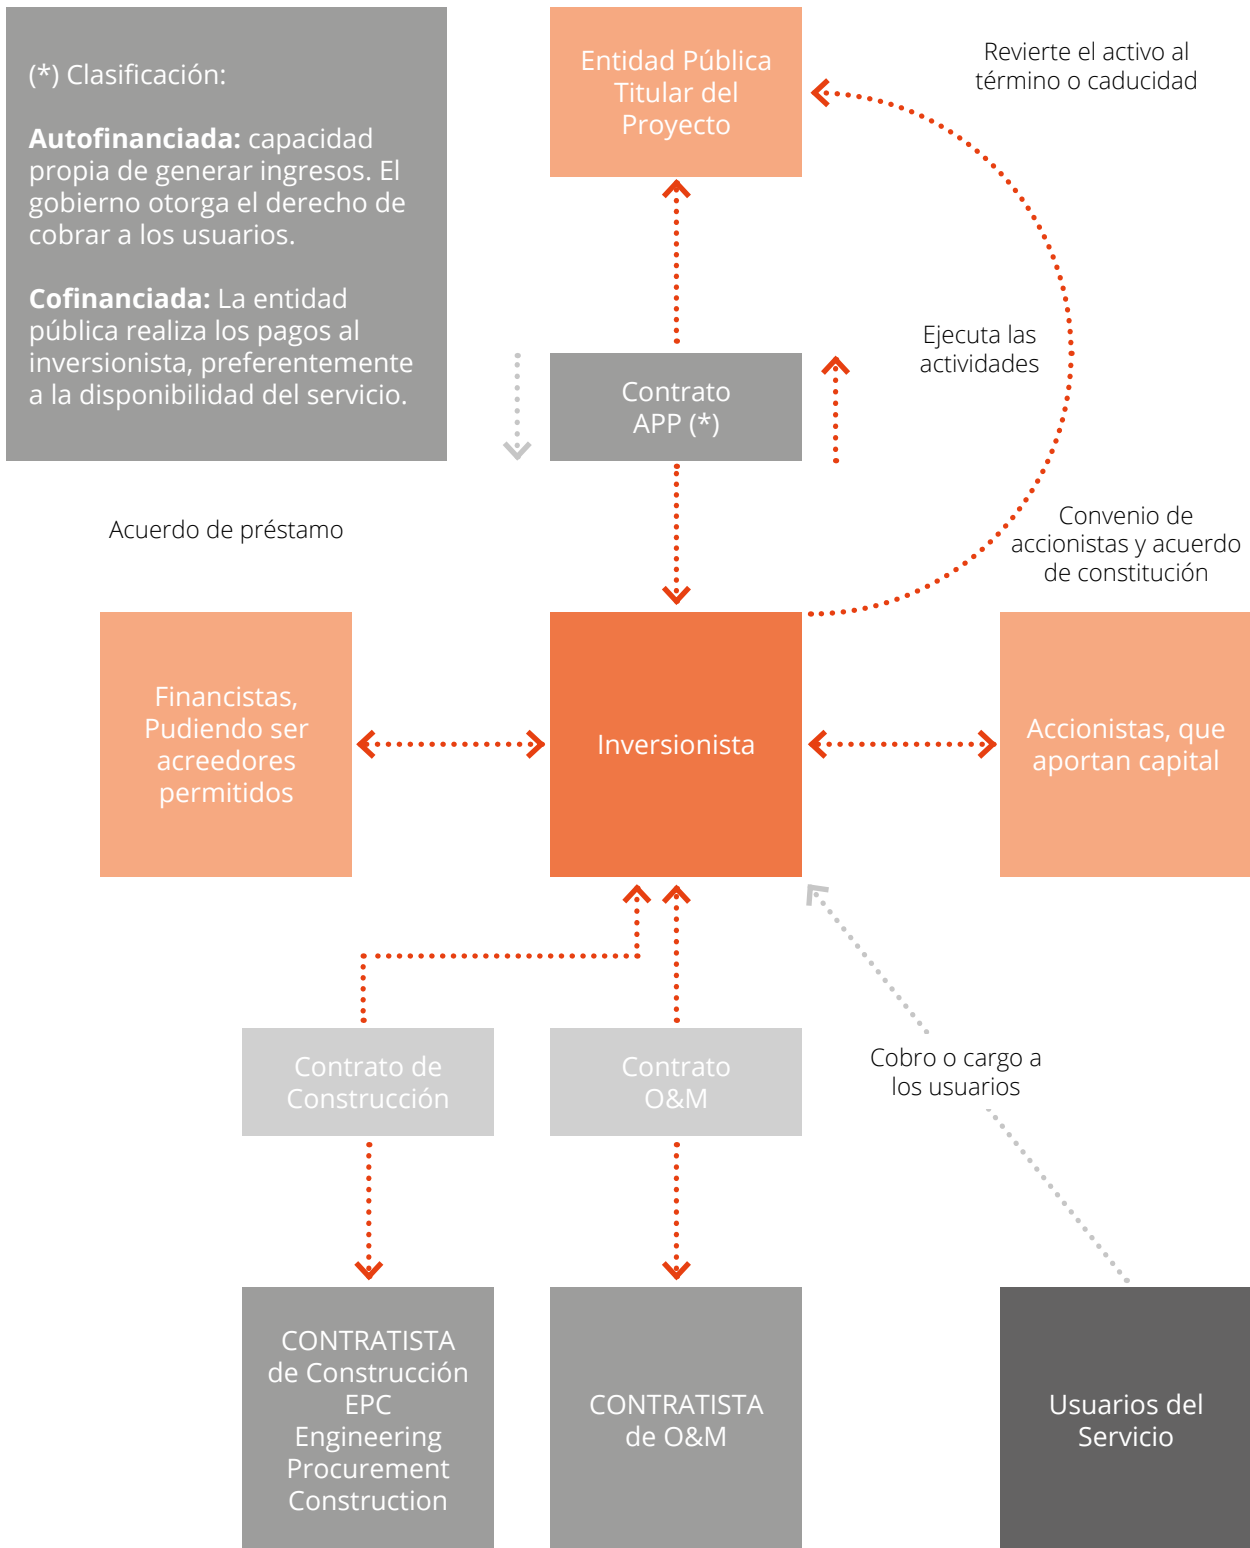 (*) Clasificación:
Autofinanciada: capacidad
propia de generar ingresos. El
gobierno otorga el derecho de
cobrar a los usuarios.
Cofinanciada: La entidad
pública realiza los pagos al
inversionista, preferentemente
a la disponibilidad del servicio.
Entidad Pública
Titular del
Proyecto
Revierte el activo al
término o caducidad
Ejecuta las
actividades
Contrato
APP (*)
Acuerdo de préstamo
Convenio de
accionistas y acuerdo
de constitución
Financistas,
Pudiendo ser
acreedores
permitidos
Inversionista
Accionistas, que
aportan capital
Contrato de
Construcción
Contrato
O&M
Cobro o cargo a
los usuarios
CONTRATISTA
de Construcción
EPC
Engineering
Procurement
Construction
CONTRATISTA
de O&M
Usuarios del
Servicio